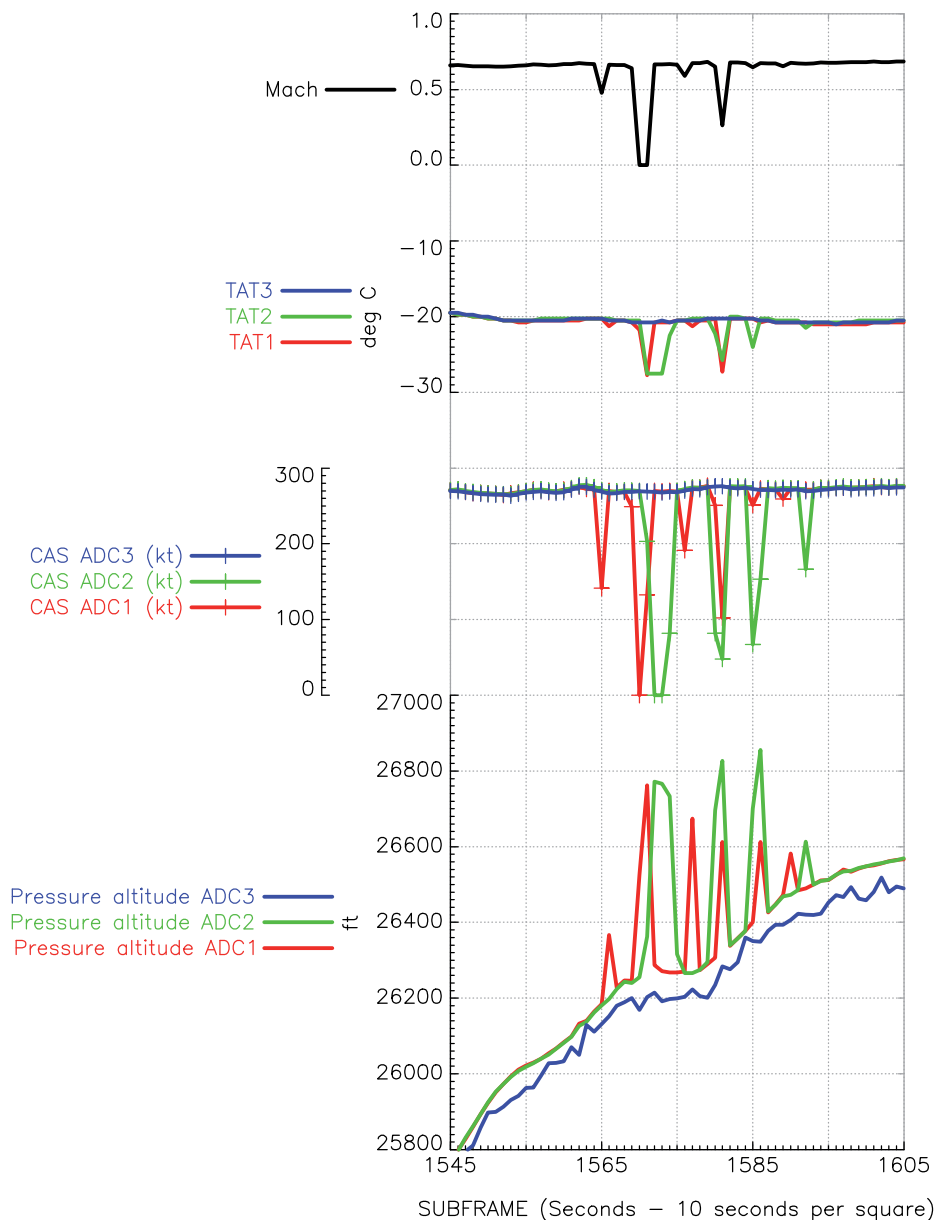 1.0
Mach
0.5
0.0
−10
TAT3
TAT2
TAT1
deg C
−20
−30
300
200
100
0
CAS ADC3 (kt)
CAS ADC2 (kt)
CAS ADC1 (kt)
27000
26800
26600
26400
26200
26000
25800
Pressure altitude ADC3
Pressure altitude ADC2
Pressure altitude ADC1
ft
1545
1565
1585
1605
SUBFRAME (Seconds − 10 seconds per square)